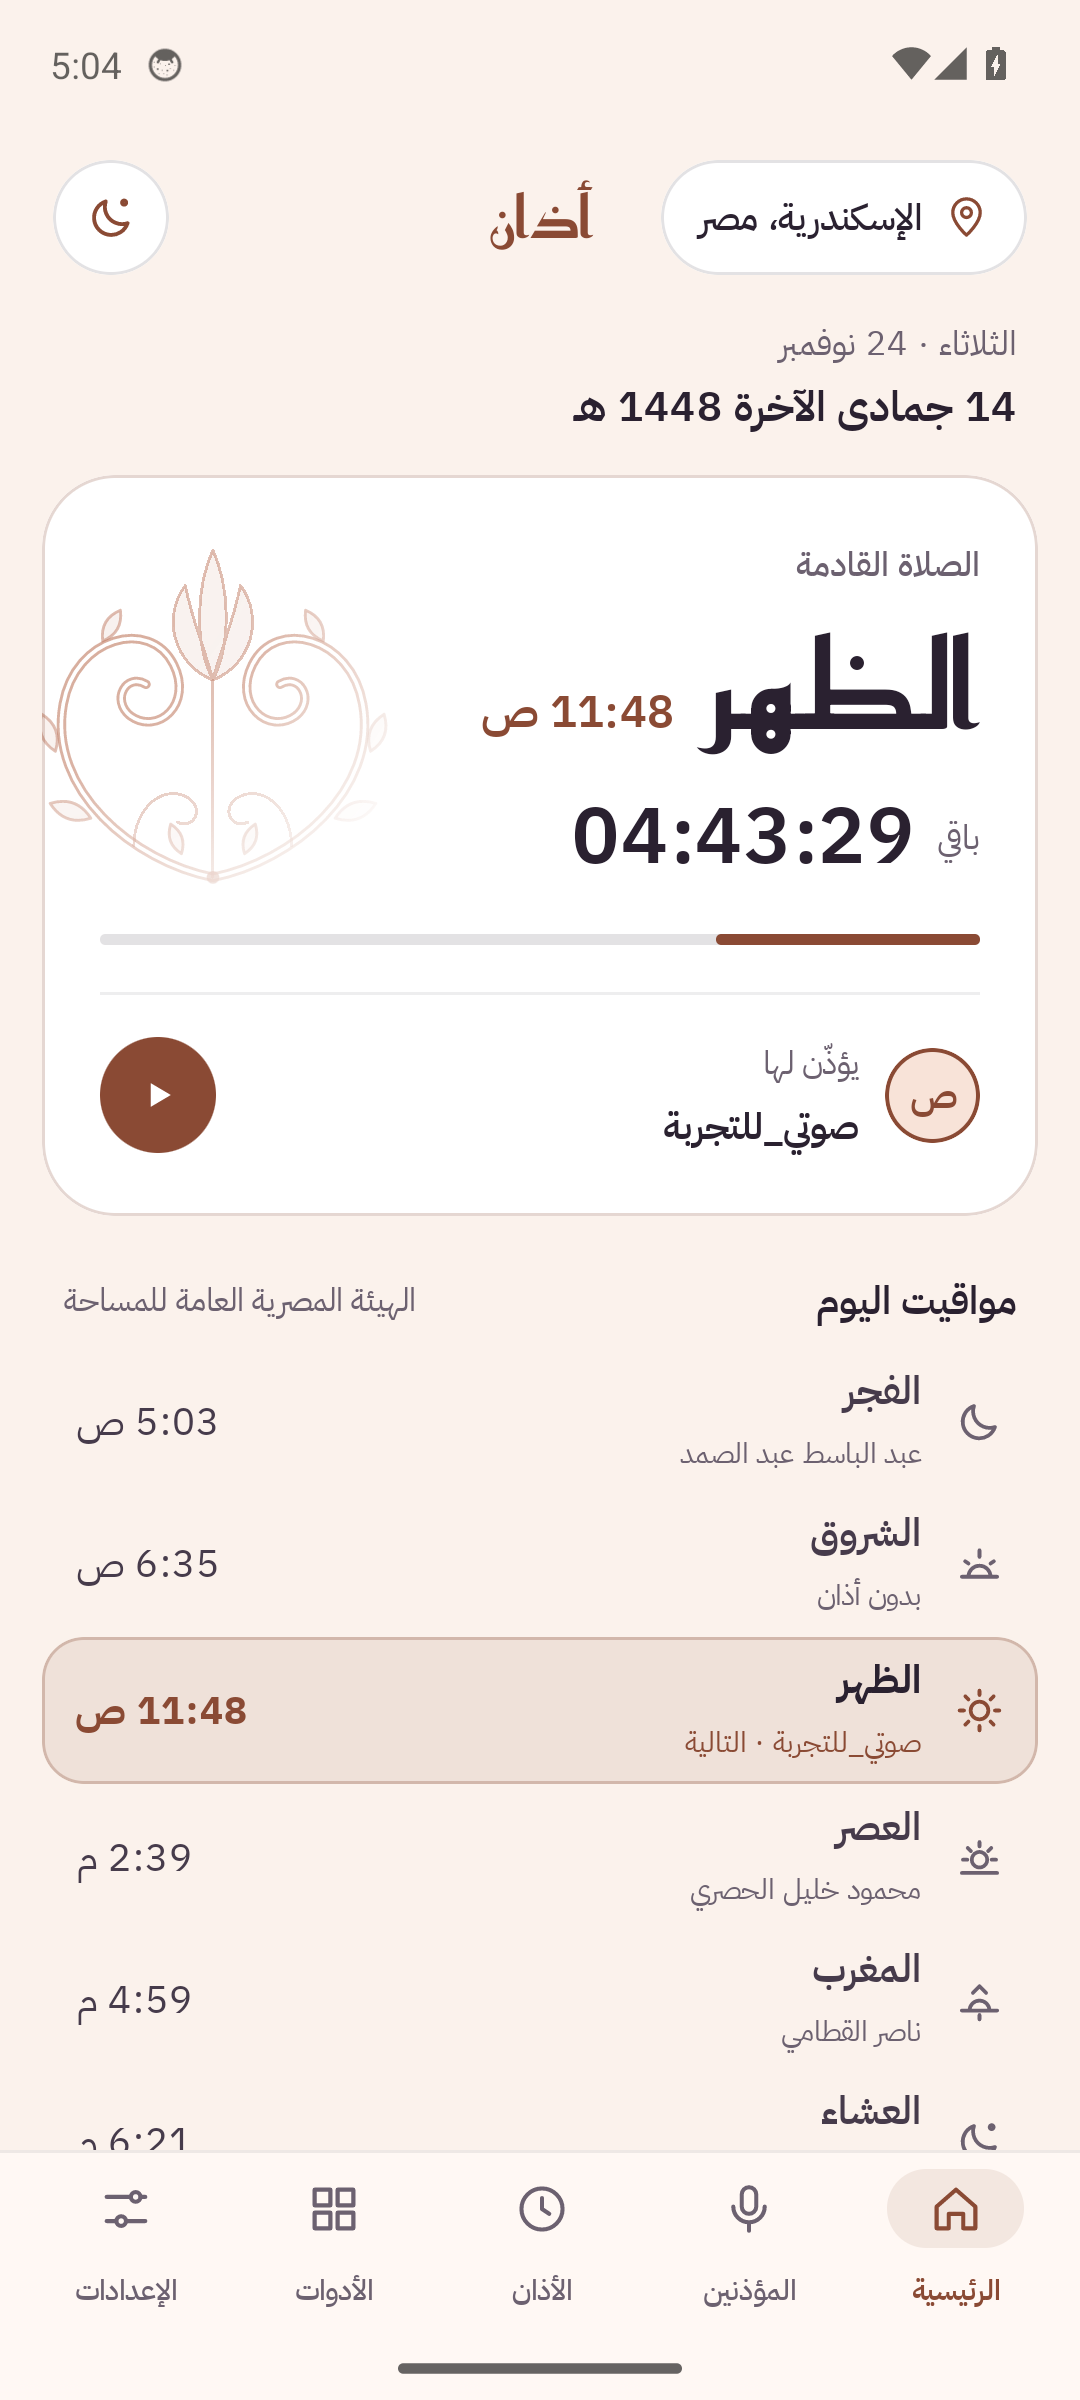 5:04
الإسكندرية، مصر
أذان
الثلاثاء · 24 نوفمبر
14 جمادى الآخرة 1448 هـ
الصلاة القادمة
الظهر 11:48 ص
باقي 04:43:29
ص
يؤذّن لها
صوتي_للتجربة
مواقيت اليوم
الهيئة المصرية العامة للمساحة
الفجر
عبد الباسط عبد الصمد
5:03 ص
الشروق
بدون أذان
6:35 ص
الظهر
صوتي_للتجربة · التالية
11:48 ص
العصر
محمود خليل الحصري
2:39 م
المغرب
ناصر القطامي
4:59 م
العشاء
6:21 م
الرئيسية
المؤذنين
الأذان
الأدوات
الإعدادات